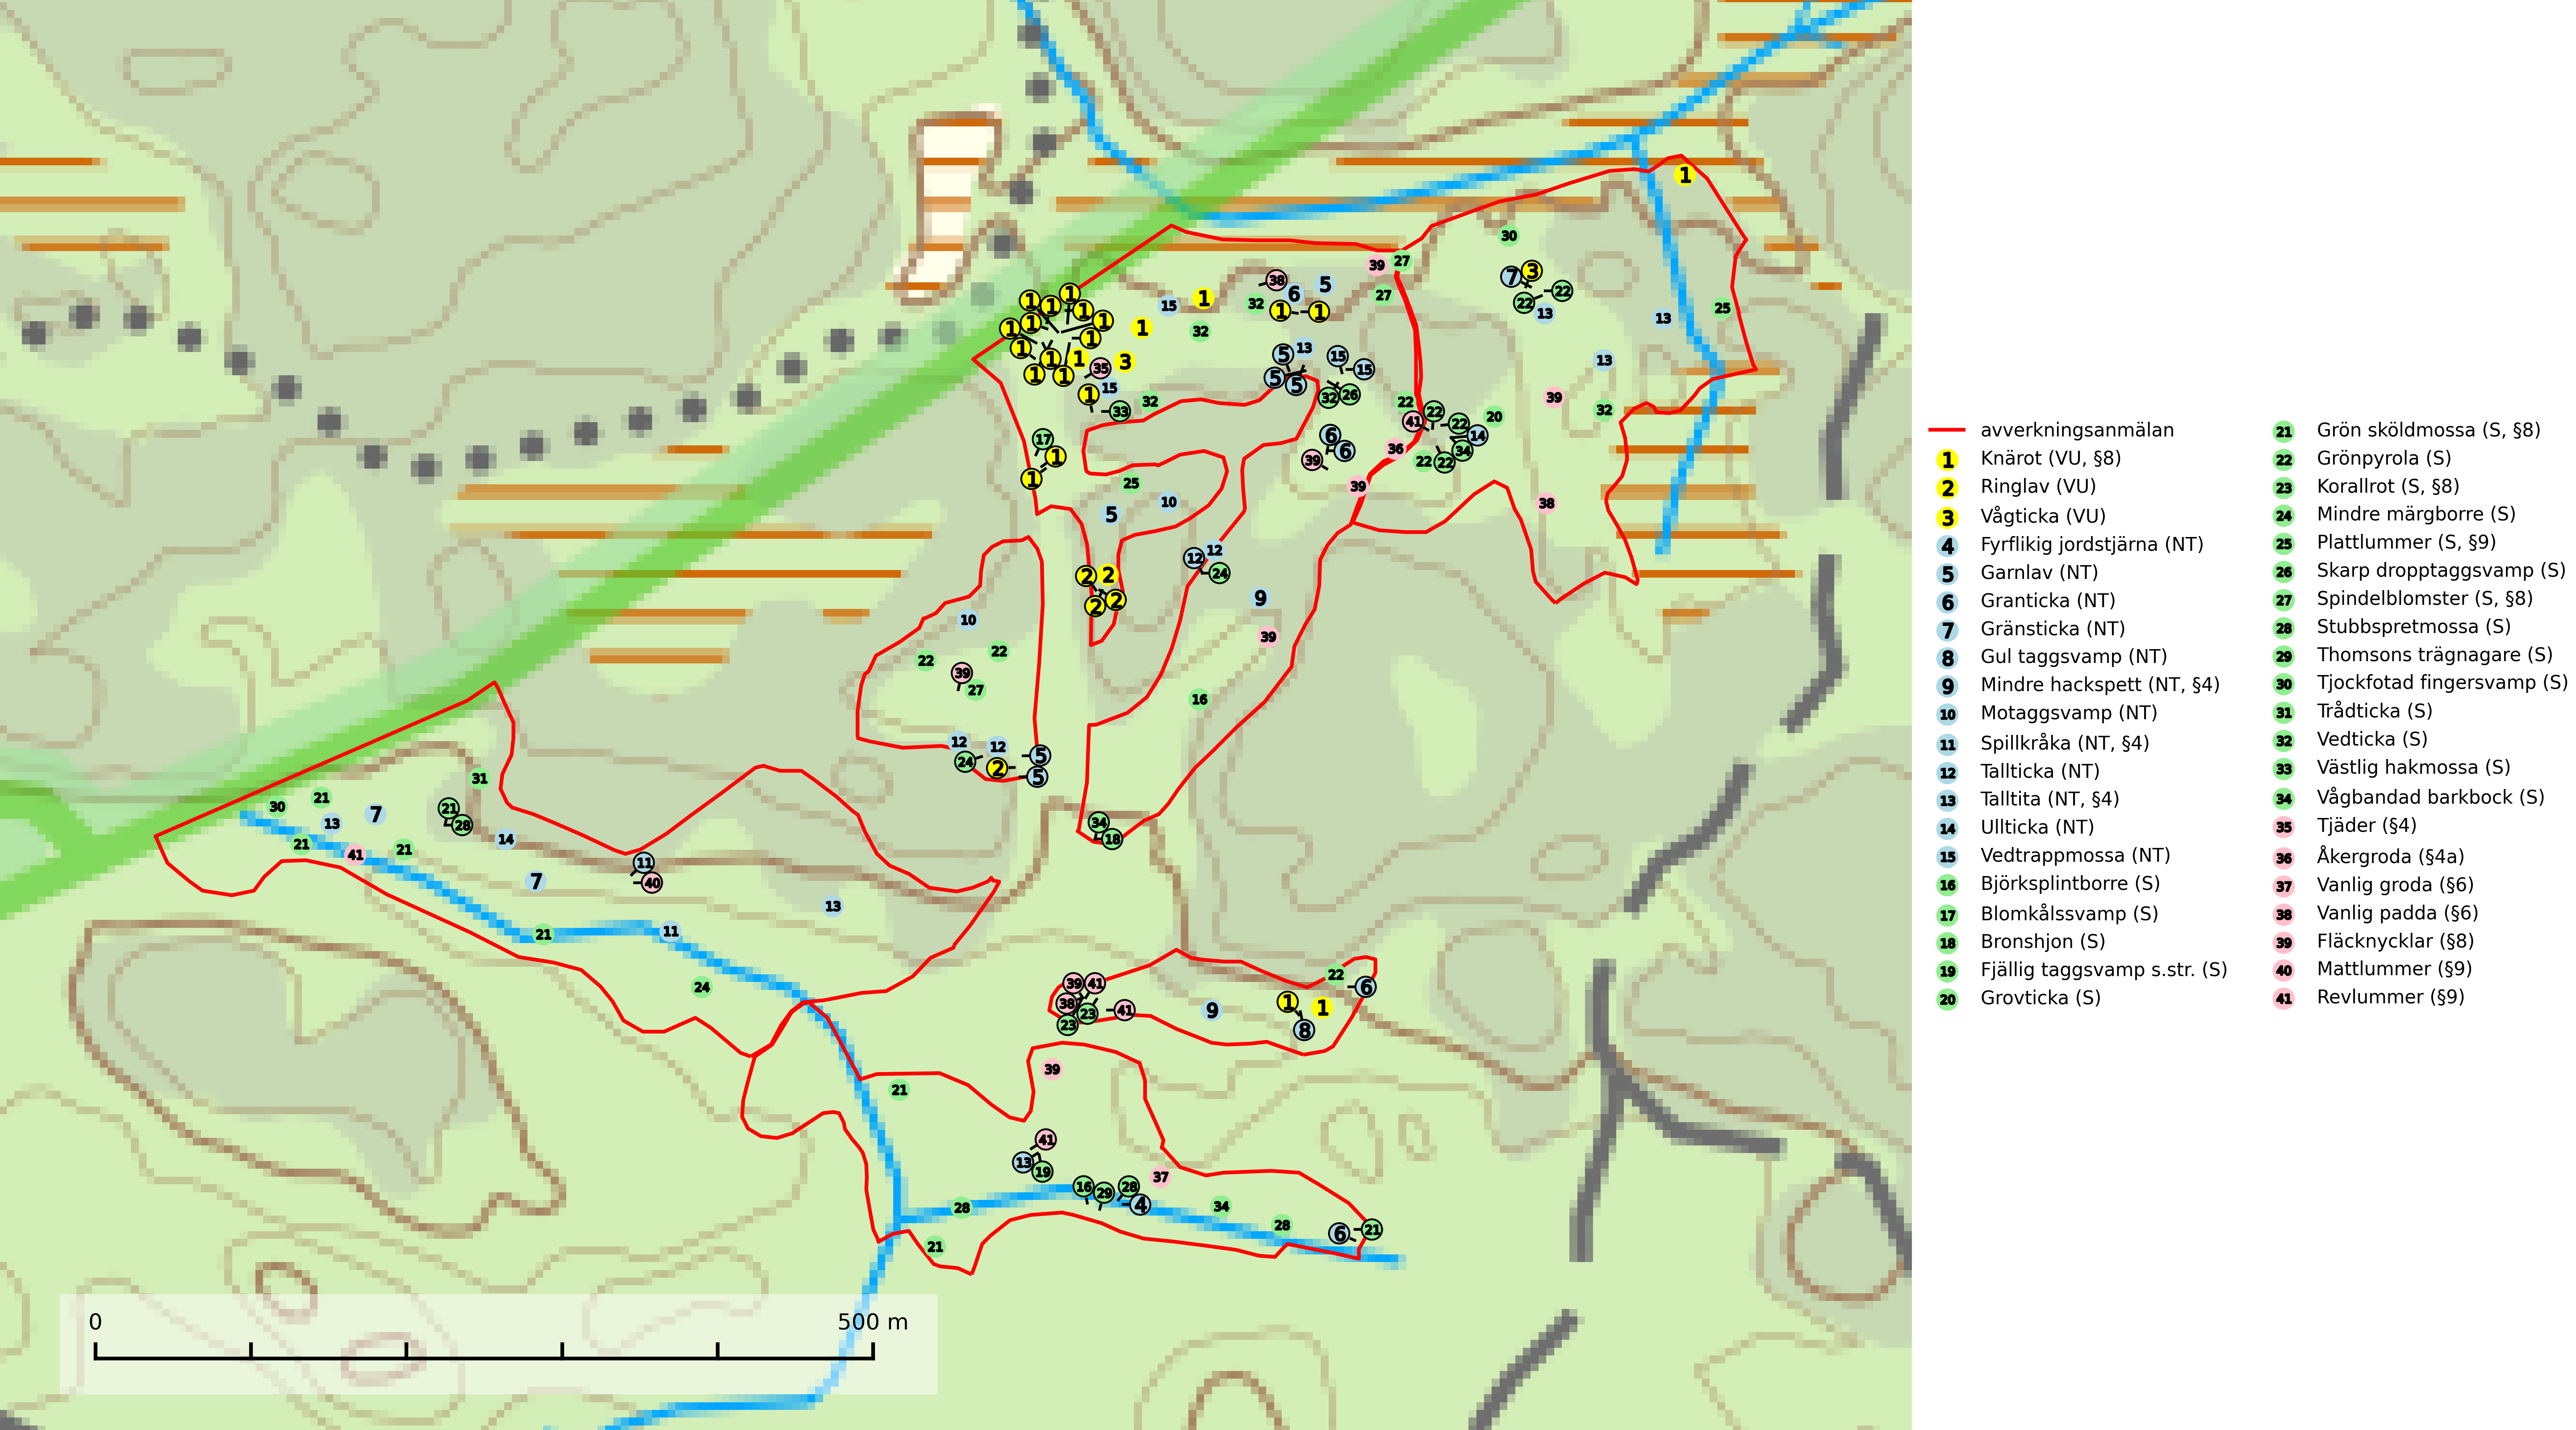 avverkningsanmälan
1 Knärot (VU, §8)
2 Ringlav (VU)
3 Vågticka (VU)
4 Fyrflikig jordstjärna (NT)
5 Garnlav (NT)
6 Granticka (NT)
7 Gränsticka (NT)
8 Gul taggsvamp (NT)
9 Mindre hackspett (NT, §4)
10 Motaggsvamp (NT)
11 Spillkråka (NT, §4)
12 Tallticka (NT)
13 Talltita (NT, §4)
14 Ullticka (NT)
15 Vedtrappmossa (NT)
16 Björksplintborre (S)
17 Blomkålssvamp (S)
18 Bronshjon (S)
19 Fjällig taggsvamp s.str. (S)
20 Grovticka (S)
21 Grön sköldmossa (S, §8)
22 Grönpyrola (S)
23 Korallrot (S, §8)
24 Mindre märgborre (S)
25 Plattlummer (S, §9)
26 Skarp dropptaggsvamp (S)
27 Spindelblomster (S, §8)
28 Stubbspretmossa (S)
29 Thomsons trägnagare (S)
30 Tjockfotad fingersvamp (S)
31 Trådticka (S)
32 Vedticka (S)
33 Västlig hakmossa (S)
34 Vågbandad barkbock (S)
35 Tjäder (§4)
36 Åkergroda (§4a)
37 Vanlig groda (§6)
38 Vanlig padda (§6)
39 Fläcknycklar (§8)
40 Mattlummer (§9)
41 Revlummer (§9)
0 500 m